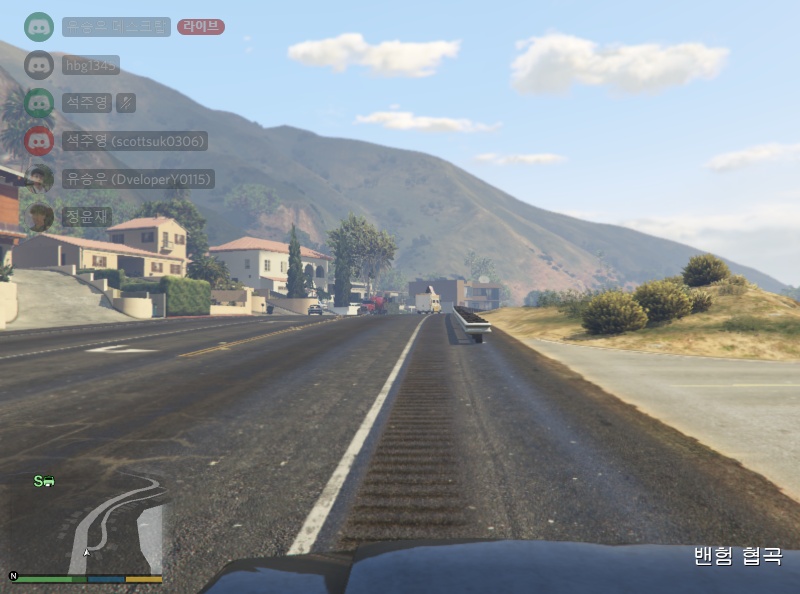 라이브
hbg1345
석주영
석주영 (scottsuk0306)
유승우 (DveloperY0115)
정윤재
S
N
밴험 협곡